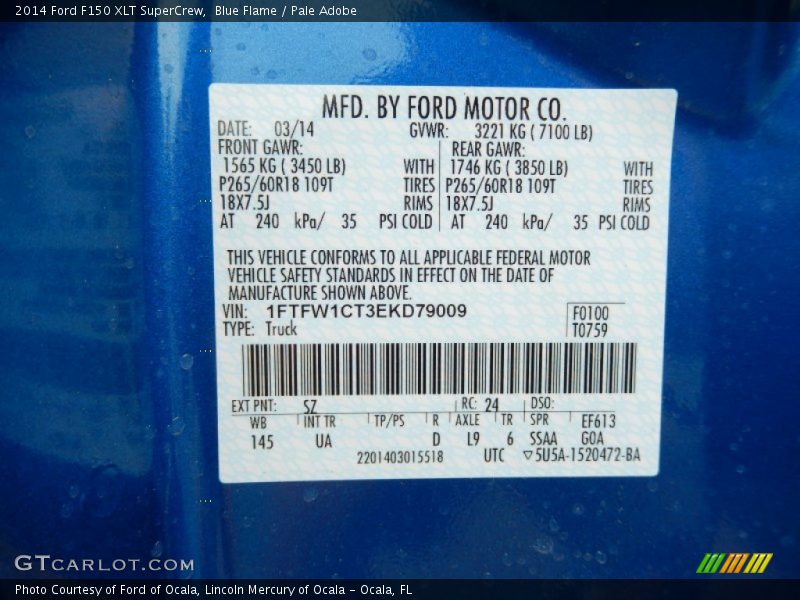 2014 Ford F150 XLT SuperCrew, Blue Flame / Pale Adobe
MFD. BY FORD MOTOR CO.
DATE: 03/14 GVWR: 3221 KG ( 7100 LB)
FRONT GAWR: REAR GAWR:
1565 KG ( 3450 LB) WITH 1746 KG ( 3850 LB) WITH
P265/60R18 109T TIRES P265/60R18 109T TIRES
18X7.5J RIMS 18X7.5J RIMS
AT 240 kPa/ 35 PSI COLD AT 240 kPa/ 35 PSI COLD
THIS VEHICLE CONFORMS TO ALL APPLICABLE FEDERAL MOTOR
VEHICLE SAFETY STANDARDS IN EFFECT ON THE DATE OF
MANUFACTURE SHOWN ABOVE.
VIN: 1FTFW1CT3EKD79009 F0100
TYPE: Truck T0759
EXT PNT: SZ RC: 24 DSO:
WB INT TR TP/PS R AXLE TR SPR EF613
145 UA D L9 6 SSAA G0A
2201403015518 UTC ▽5U5A-1520472-BA
GTCARLOT.COM
Photo Courtesy of Ford of Ocala, Lincoln Mercury of Ocala - Ocala, FL